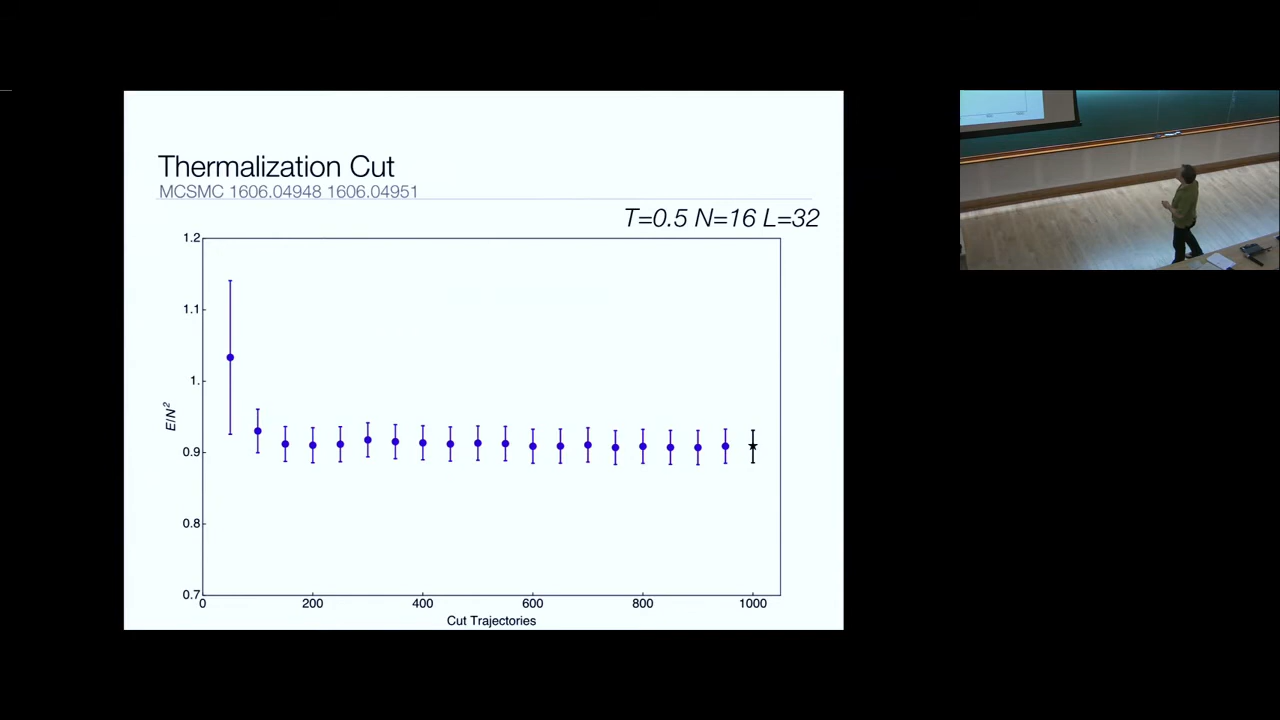 Thermalization Cut
MCSMC 1606.04948 1606.04951
T=0.5 N=16 L=32
1.2
1.1
1.
0.9
0.8
0.7
E/N²
0
200
400
600
800
1000
Cut Trajectories